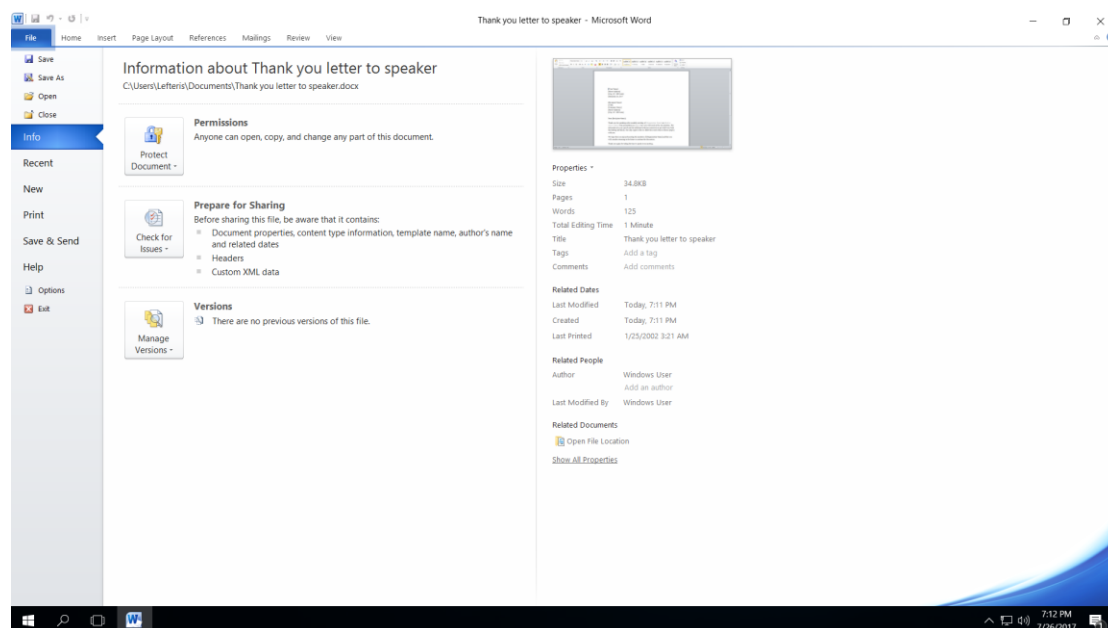 Thank you letter to speaker - Microsoft Word
File Home Insert Page Layout References Mailings Review View
Save
Save As
Open
Close
Info
Recent
New
Print
Save & Send
Help
Options
Exit
Information about Thank you letter to speaker
C:\Users\Lefteris\Documents\Thank you letter to speaker.docx
Protect
Document
Permissions
Anyone can open, copy, and change any part of this document.
Check for
Issues
Prepare for Sharing
Before sharing this file, be aware that it contains:
Document properties, content type information, template name, author's name
and related dates
Headers
Custom XML data
Manage
Versions
Versions
There are no previous versions of this file.
Properties
Size 34.8KB
Pages 1
Words 125
Total Editing Time 1 Minute
Title Thank you letter to speaker
Tags Add a tag
Comments Add comments
Related Dates
Last Modified Today, 7:11 PM
Created Today, 7:11 PM
Last Printed 1/25/2002 3:21 AM
Related People
Author Windows User
Add an author
Last Modified By Windows User
Related Documents
Open File Location
Show All Properties
7:12 PM
7/26/2017